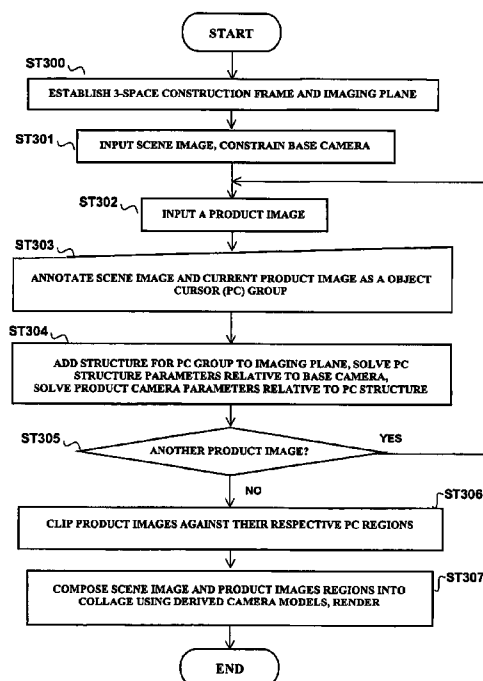 START
ST300
ESTABLISH 3-SPACE CONSTRUCTION FRAME AND IMAGING PLANE
ST301
INPUT SCENE IMAGE, CONSTRAIN BASE CAMERA
ST302
INPUT A PRODUCT IMAGE
ST303
ANNOTATE SCENE IMAGE AND CURRENT PRODUCT IMAGE AS A OBJECT
CURSOR (PC) GROUP
ST304
ADD STRUCTURE FOR PC GROUP TO IMAGING PLANE, SOLVE PC
STRUCTURE PARAMETERS RELATIVE TO BASE CAMERA,
SOLVE PRODUCT CAMERA PARAMETERS RELATIVE TO PC STRUCTURE
ST305
ANOTHER PRODUCT IMAGE?
YES
NO
ST306
CLIP PRODUCT IMAGES AGAINST THEIR RESPECTIVE PC REGIONS
ST307
COMPOSE SCENE IMAGE AND PRODUCT IMAGES REGIONS INTO
COLLAGE USING DERIVED CAMERA MODELS, RENDER
END